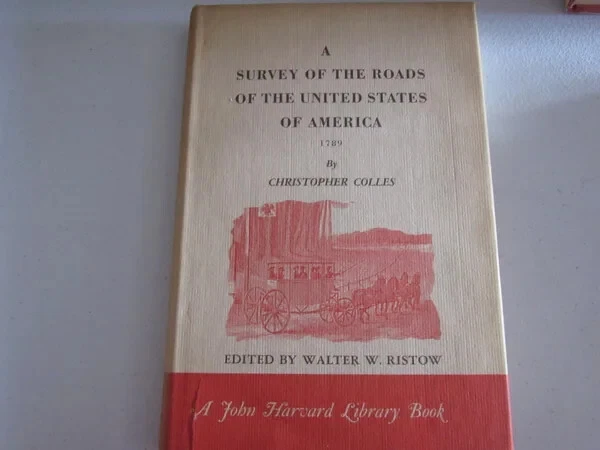 A
SURVEY OF THE ROADS
OF THE UNITED STATES
OF AMERICA
1789
By
CHRISTOPHER COLLES
EDITED BY WALTER W. RISTOW
A John Harvard Library Book